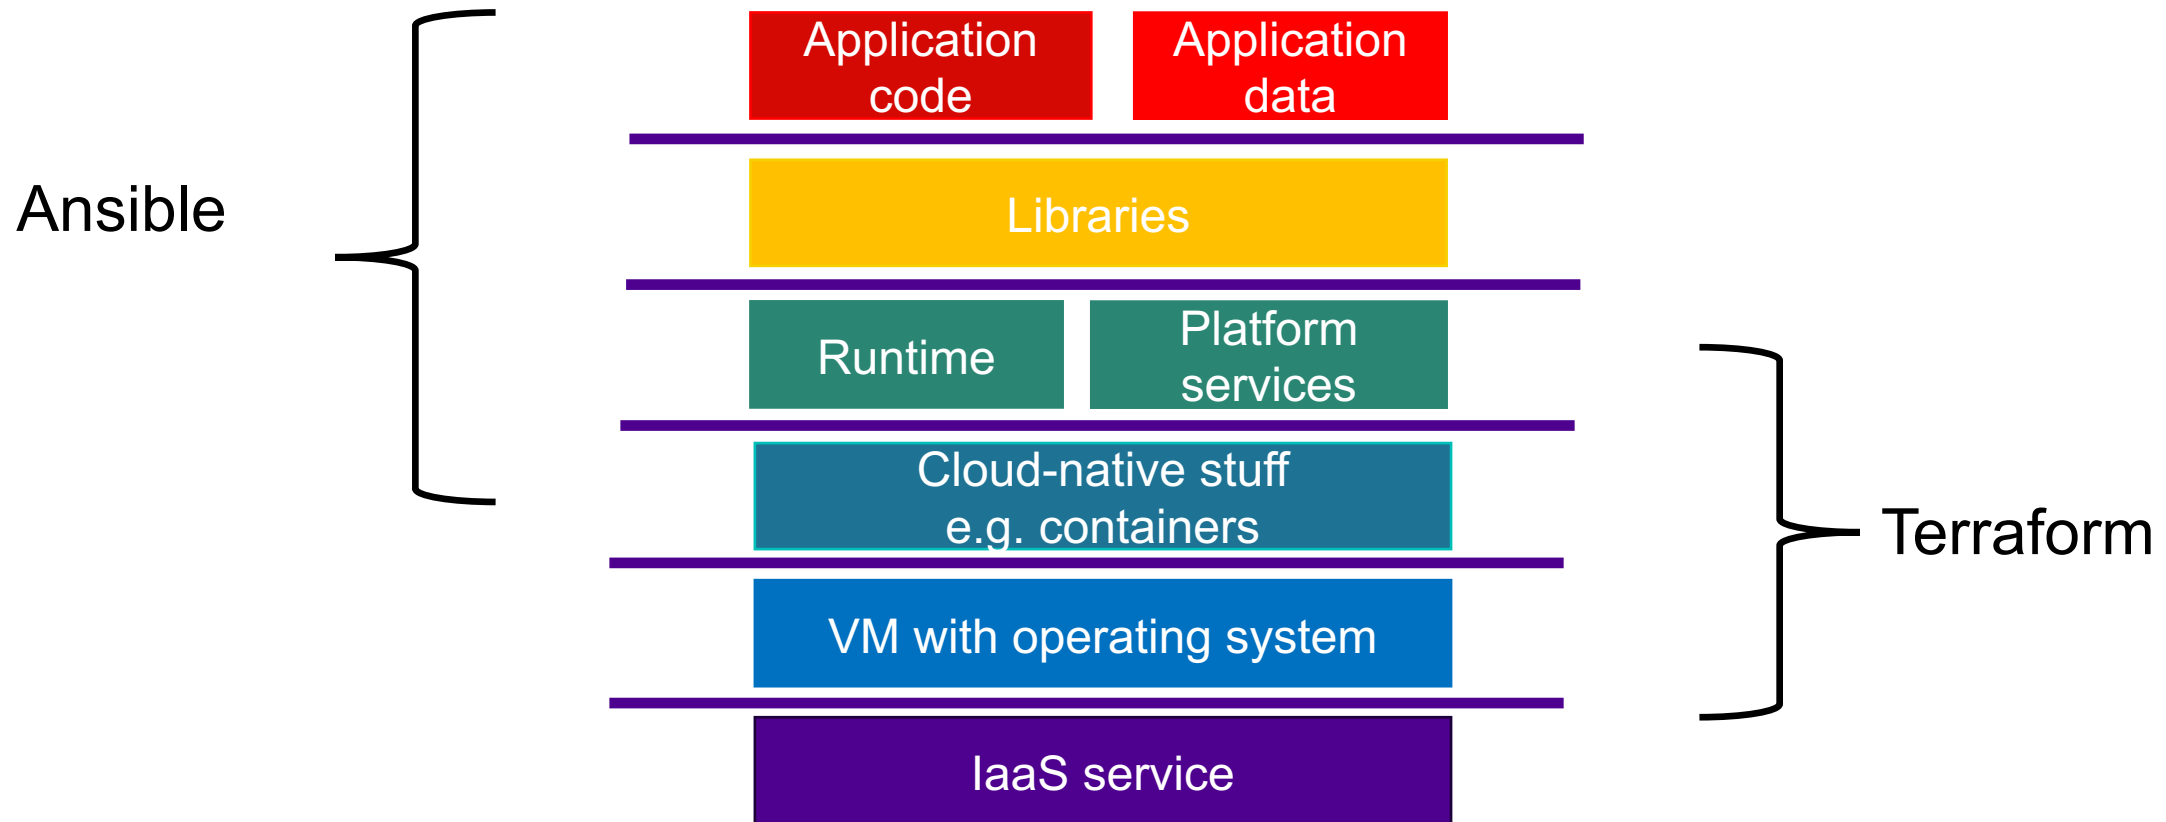 Application
code
Application
data
Ansible
Libraries
Runtime
Platform
services
Cloud-native stuff
e.g. containers
Terraform
VM with operating system
IaaS service